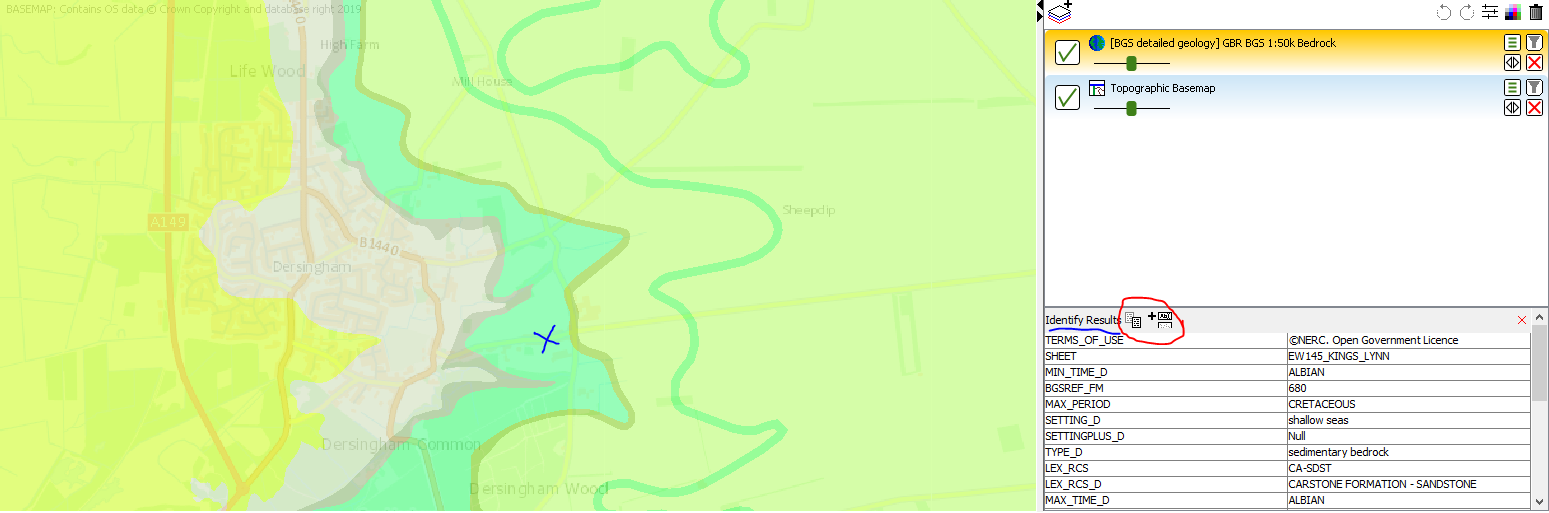 BASEMAP: Contains OS data © Crown Copyright and database right 2019
High Farm
Life Wood
Mill House
A149
Sheepdip
B1440
Dersingham
Dersingham Common
Dersingham Wood
[BGS detailed geology] GBR BGS 1:50k Bedrock
Topographic Basemap
Identify Results
ABC
TERMS_OF_USE ©NERC. Open Government Licence
SHEET EW145_KINGS_LYNN
MIN_TIME_D ALBIAN
BGSREF_FM 680
MAX_PERIOD CRETACEOUS
SETTING_D shallow seas
SETTINGPLUS_D Null
TYPE_D sedimentary bedrock
LEX_RCS CA-SDST
LEX_RCS_D CARSTONE FORMATION - SANDSTONE
MAX_TIME_D ALBIAN